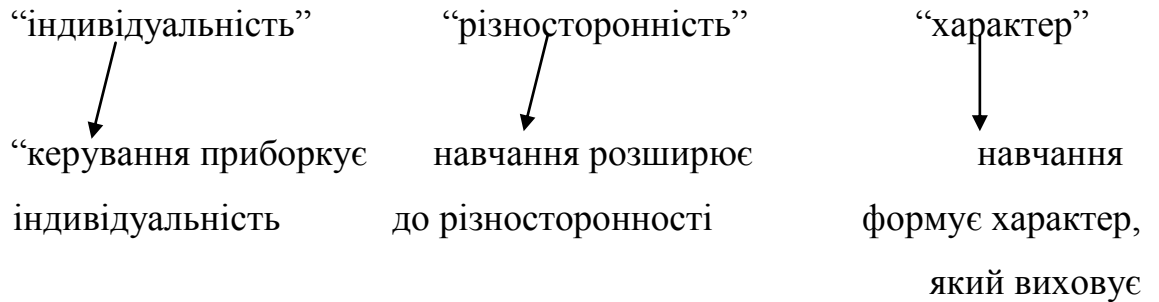 “індивідуальність” “різносторонність” “характер”
“керування приборкує навчання розширює навчання
індивідуальність до різносторонності формує характер,
який виховує